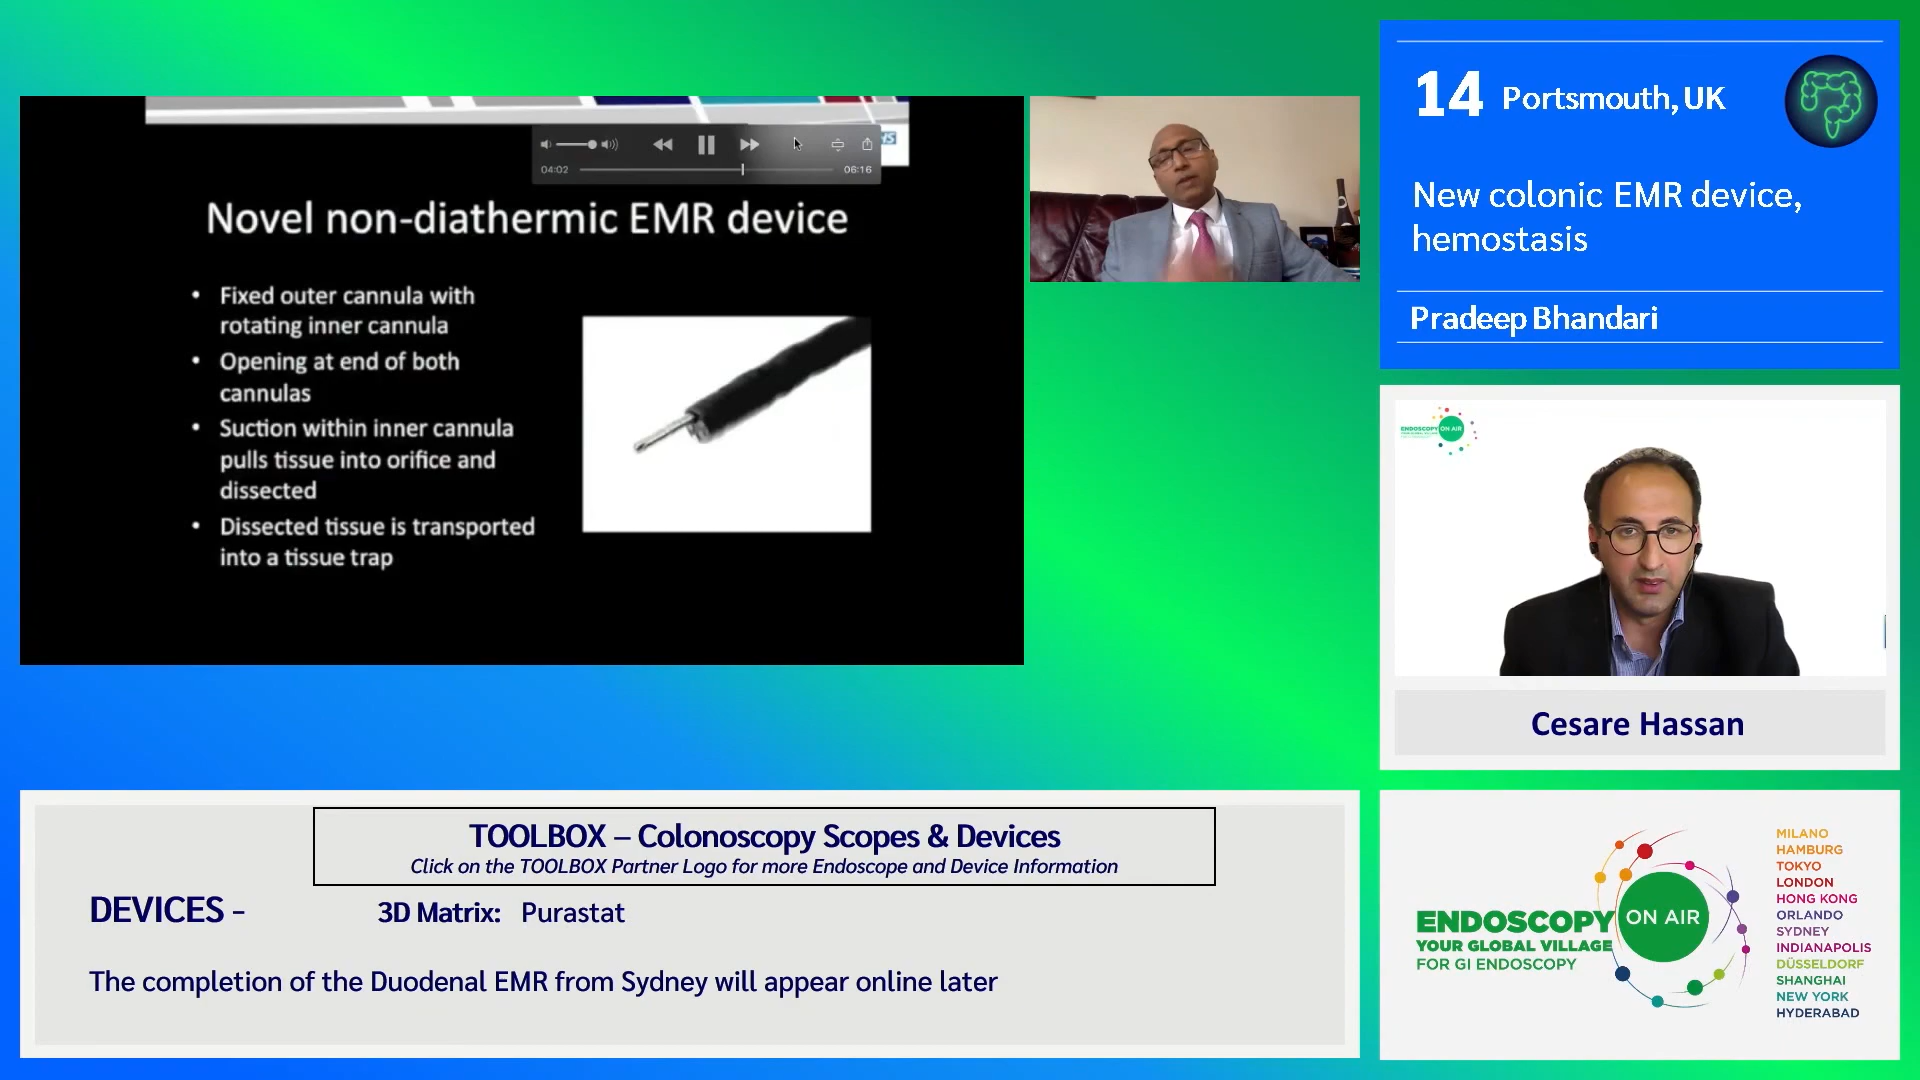 HS
04:02
06:16
Novel non-diathermic EMR device
• Fixed outer cannula with
rotating inner cannula
• Opening at end of both
cannulas
• Suction within inner cannula
pulls tissue into orifice and
dissected
• Dissected tissue is transported
into a tissue trap
14 Portsmouth, UK
New colonic EMR device,
hemostasis
Pradeep Bhandari
ENDOSCOPY ON AIR
Cesare Hassan
TOOLBOX – Colonoscopy Scopes & Devices
Click on the TOOLBOX Partner Logo for more Endoscope and Device Information
DEVICES - 3D Matrix: Purastat
The completion of the Duodenal EMR from Sydney will appear online later
ENDOSCOPY ON AIR
YOUR GLOBAL VILLAGE
FOR GI ENDOSCOPY
MILANO
HAMBURG
TOKYO
LONDON
HONG KONG
ORLANDO
SYDNEY
INDIANAPOLIS
DÜSSELDORF
SHANGHAI
NEW YORK
HYDERABAD